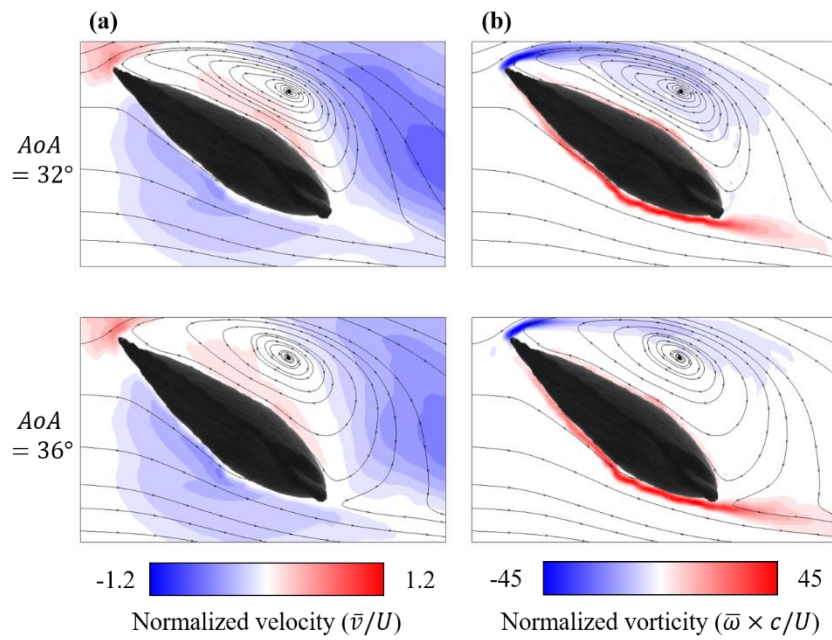 (a) (b)
AoA
= 32°
AoA
= 36°
-1.2 1.2 -45 45
Normalized velocity (v̄/U) Normalized vorticity (ω̄ × c/U)